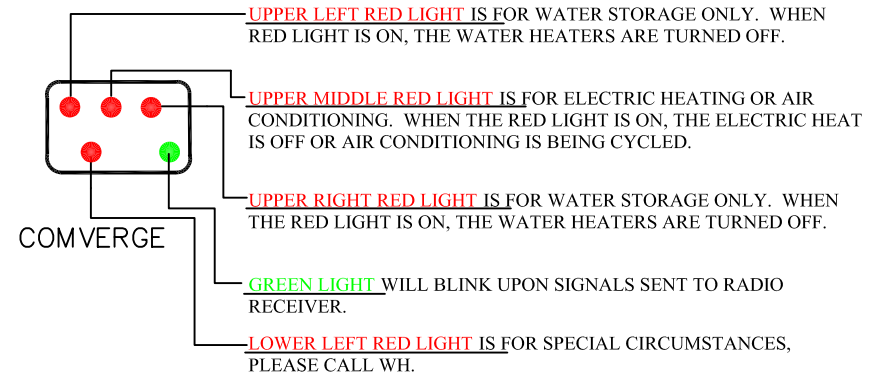 UPPER LEFT RED LIGHT IS FOR WATER STORAGE ONLY.  WHEN
RED LIGHT IS ON, THE WATER HEATERS ARE TURNED OFF.
UPPER MIDDLE RED LIGHT IS FOR ELECTRIC HEATING OR AIR
CONDITIONING.  WHEN THE RED LIGHT IS ON, THE ELECTRIC HEAT
IS OFF OR AIR CONDITIONING IS BEING CYCLED.
UPPER RIGHT RED LIGHT IS FOR WATER STORAGE ONLY.  WHEN
THE RED LIGHT IS ON, THE WATER HEATERS ARE TURNED OFF.
COMVERGE
GREEN LIGHT WILL BLINK UPON SIGNALS SENT TO RADIO
RECEIVER.
LOWER LEFT RED LIGHT IS FOR SPECIAL CIRCUMSTANCES,
PLEASE CALL WH.